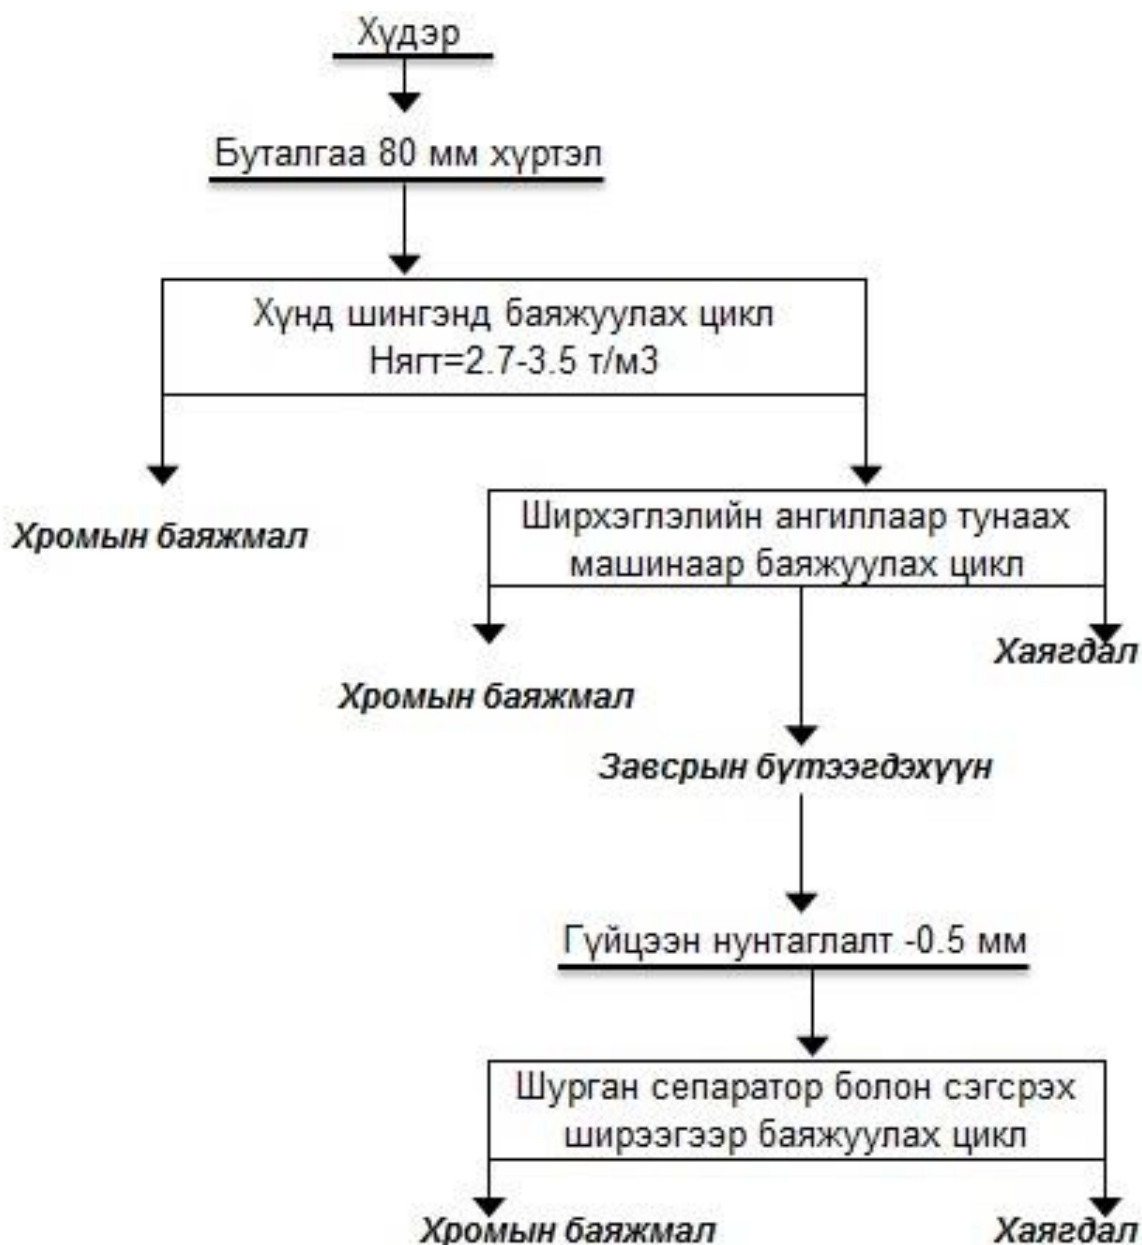 Хүдэр
Буталгаа 80 мм хүртэл
Хүнд шингэнд баяжуулах цикл
Нягт=2.7-3.5 т/м3
Хромын баяжмал
Ширхэглэлийн ангиллаар тунаах
машинаар баяжуулах цикл
Хаягдал
Хромын баяжмал
Завсрын бүтээгдэхүүн
Гүйцээн нунтаглалт -0.5 мм
Шурган сепаратор болон сэгсрэх
ширээгээр баяжуулах цикл
Хромын баяжмал
Хаягдал